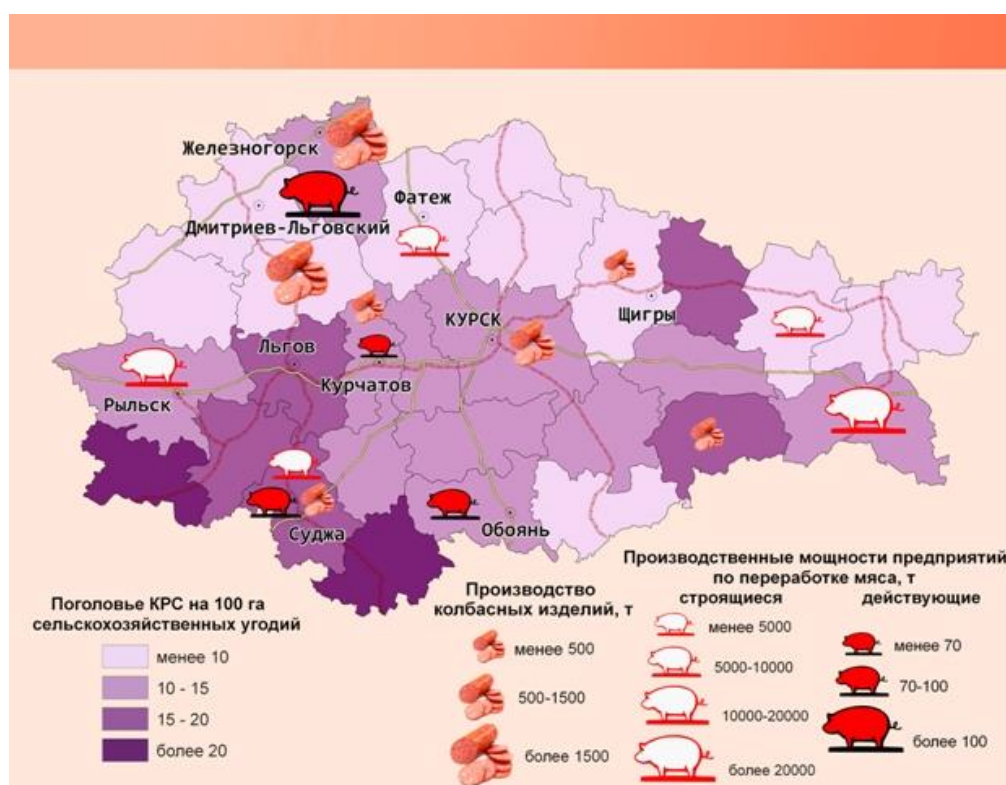 Железногорск
Фатеж
Дмитриев-Льговский
КУРСК
Щигры
Льгов
Курчатов
Рыльск
Суджа
Обоянь
Поголовье КРС на 100 га
сельскохозяйственных угодий
менее 10
10 - 15
15 - 20
более 20
Производство
колбасных изделий, т
менее 500
500-1500
более 1500
Производственные мощности предприятий
по переработке мяса, т
строящиеся
менее 5000
5000-10000
10000-20000
более 20000
действующие
менее 70
70-100
более 100